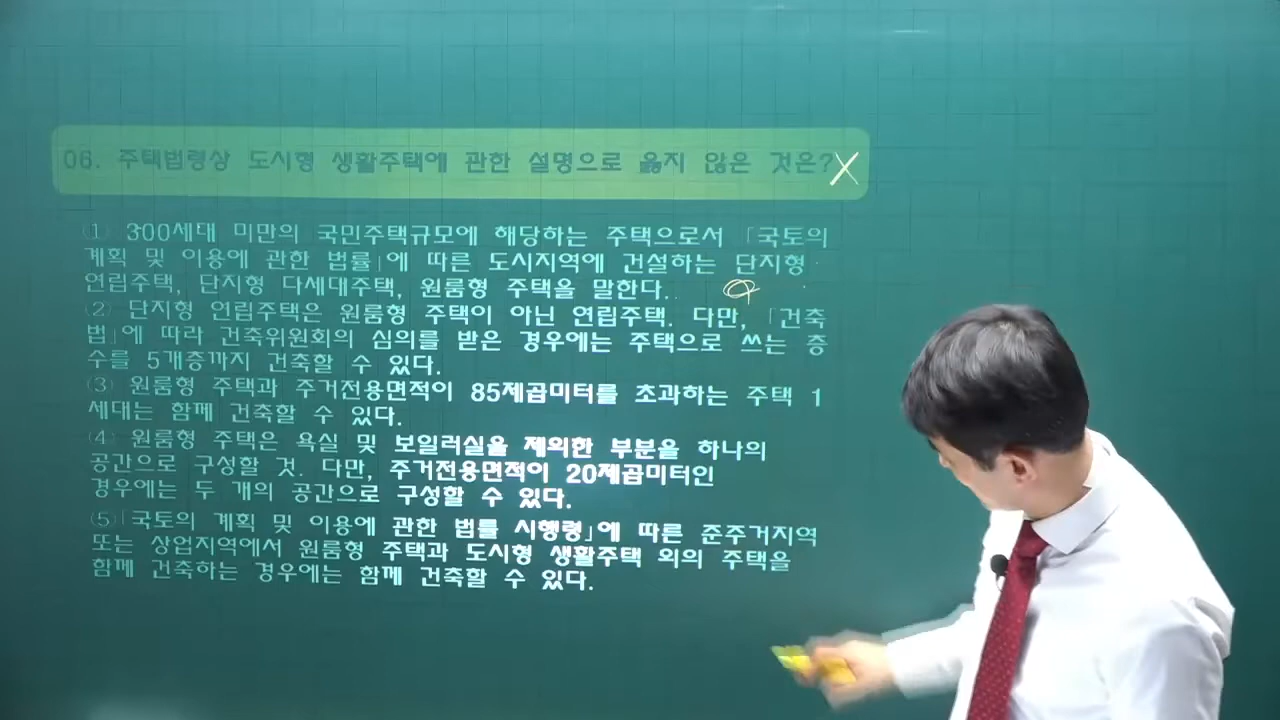 06. 주택법령상 도시형 생활주택에 관한 설명으로 옳지 않은 것은? X
(1) 300세대 미만의 국민주택규모에 해당하는 주택으로서 「국토의
계획 및 이용에 관한 법률」에 따른 도시지역에 건설하는 단지형
연립주택, 단지형 다세대주택, 원룸형 주택을 말한다.
(2) 단지형 연립주택은 원룸형 주택이 아닌 연립주택. 다만, 「건축
법」에 따라 건축위원회의 심의를 받은 경우에는 주택으로 쓰는 층
수를 5개층까지 건축할 수 있다.
(3) 원룸형 주택과 주거전용면적이 85제곱미터를 초과하는 주택 1
세대는 함께 건축할 수 있다.
(4) 원룸형 주택은 욕실 및 보일러실을 제외한 부분을 하나의
공간으로 구성할 것. 다만, 주거전용면적이 20제곱미터인
경우에는 두 개의 공간으로 구성할 수 있다.
(5) 「국토의 계획 및 이용에 관한 법률 시행령」에 따른 준주거지역
또는 상업지역에서 원룸형 주택과 도시형 생활주택 외의 주택을
함께 건축하는 경우에는 함께 건축할 수 있다.